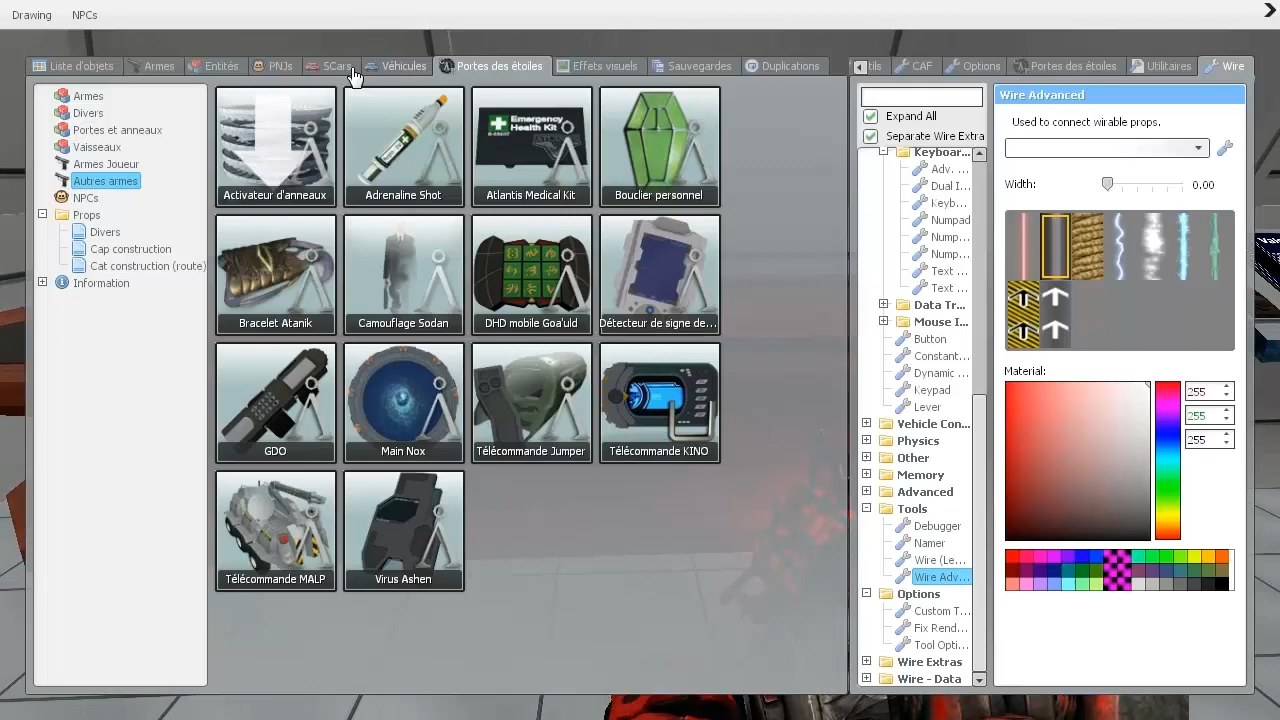 Drawing NPCs
Liste d'objets Armes Entités PNJs SCars Véhicules Portes des étoiles Effets visuels Sauvegardes Duplications
tils CAF Options Portes des étoiles Utilitaires Wire
Armes
Divers
Portes et anneaux
Vaisseaux
Armes Joueur
Autres armes
NPCs
Props
Divers
Cap construction
Cat construction (route)
Information
Emergency
Health Kit
Activateur d'anneaux Adrenaline Shot Atlantis Medical Kit Bouclier personnel
Bracelet Atanik Camouflage Sodan DHD mobile Goa'uld Détecteur de signe de...
GDO Main Nox Télécommande Jumper Télécommande KINO
Télécommande MALP Virus Ashen
Expand All
Separate Wire Extra
Keyboar...
Adv. ...
Dual I...
Keyb...
Numpad
Nump...
Nump...
Text ...
Text ...
Data Tr...
Mouse I...
Button
Constant...
Dynamic ...
Keypad
Lever
Vehicle Con...
Physics
Other
Memory
Advanced
Tools
Debugger
Namer
Wire (Le...
Wire Adv...
Options
Custom T...
Fix Rend...
Tool Opti...
Wire Extras
Wire - Data
Wire Advanced
Used to connect wirable props.
Width: 0.00
Material:
255
255
255